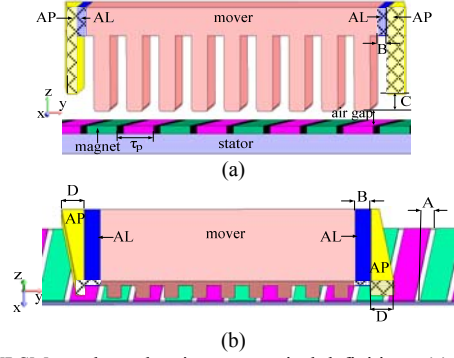 AP AL mover AL AP
B
C
z
x y
air gap
magnet τp stator
(a)
D B A
AP
AL mover AL
AP
z
x y
D
(b)